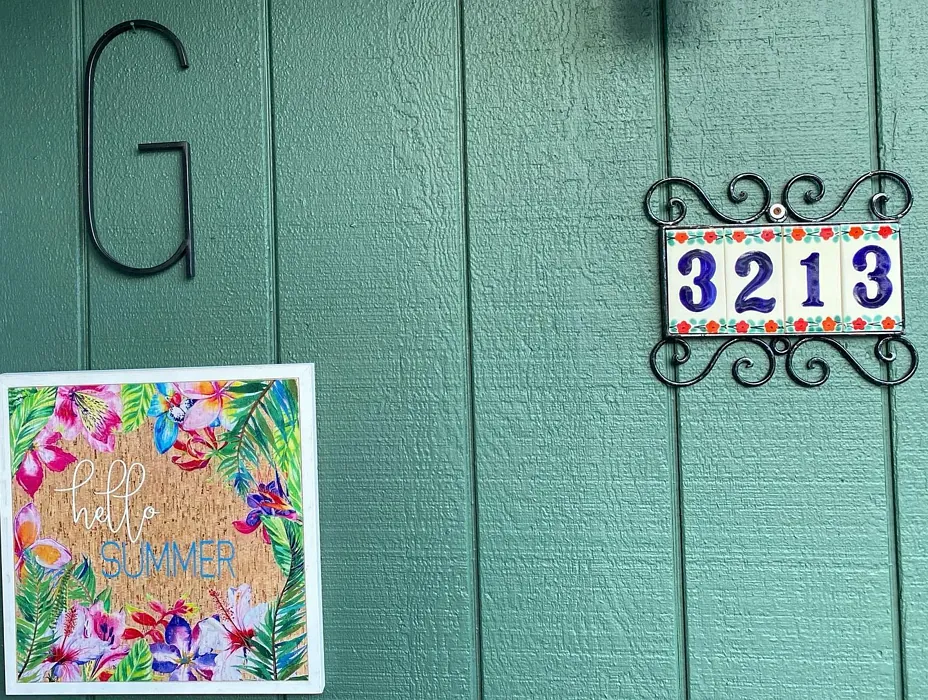 G
3213
hello
SUMMER